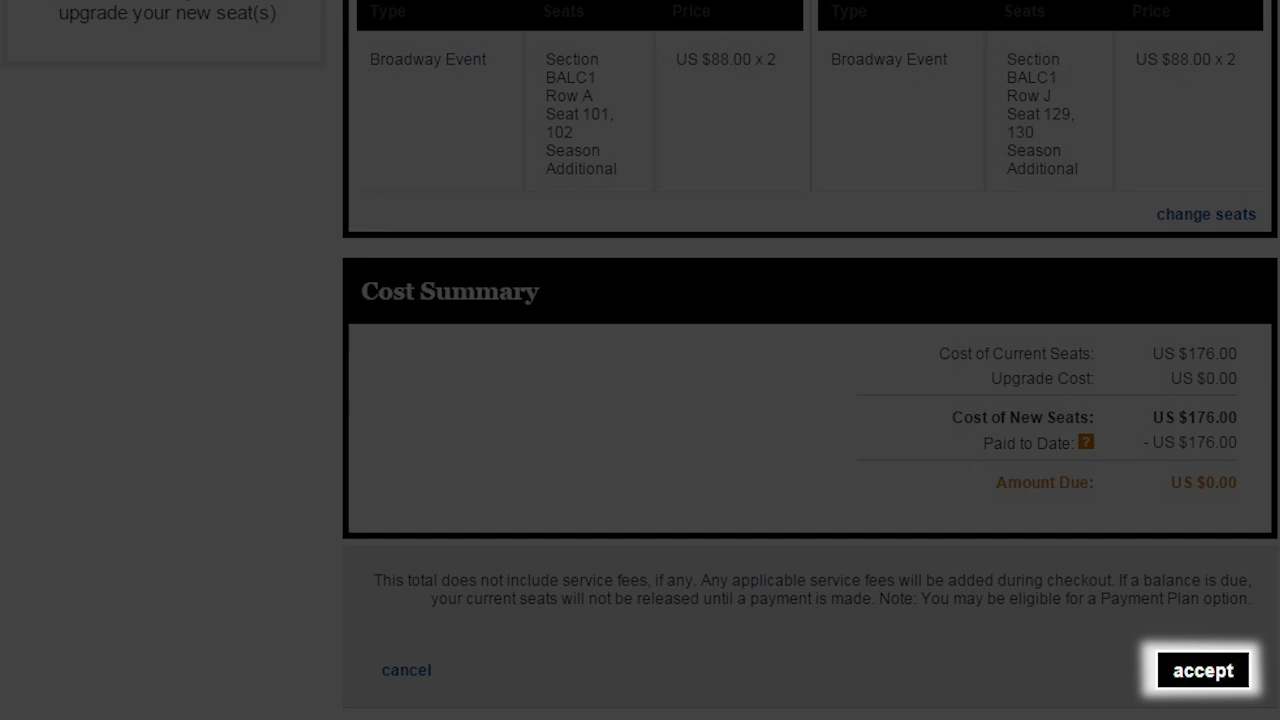 upgrade your new seat(s)
Type Seats Price Type Seats Price
Broadway Event Section US $88.00 x 2 Broadway Event Section US $88.00 x 2
BALC1 BALC1
Row A Row J
Seat 101, Seat 129,
102 130
Season Season
Additional Additional
change seats
Cost Summary
Cost of Current Seats: US $176.00
Upgrade Cost: US $0.00
Cost of New Seats: US $176.00
Paid to Date: ? - US $176.00
Amount Due: US $0.00
This total does not include service fees, if any. Any applicable service fees will be added during checkout. If a balance is due,
your current seats will not be released until a payment is made. Note: You may be eligible for a Payment Plan option.
cancel accept